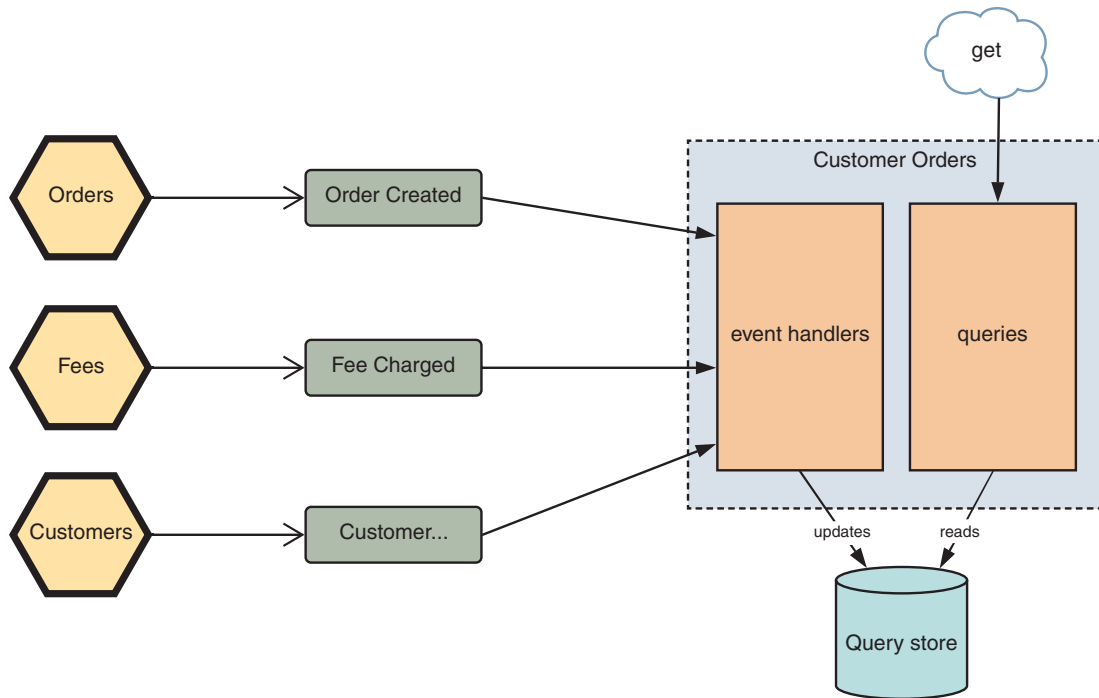 get
Customer Orders
Orders
Order Created
event handlers
queries
Fees
Fee Charged
Customers
Customer...
updates
reads
Query store